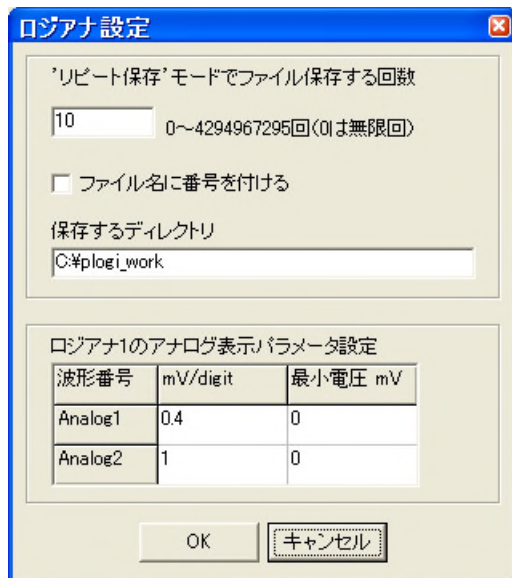 ロジアナ設定
'リピート保存'モードでファイル保存する回数
10 0～4294967295回(0は無限回)
ファイル名に番号を付ける
保存するディレクトリ
C:¥plogi_work
ロジアナ1のアナログ表示パラメータ設定
波形番号 mV/digit 最小電圧 mV
Analog1 0.4 0
Analog2 1 0
OK キャンセル